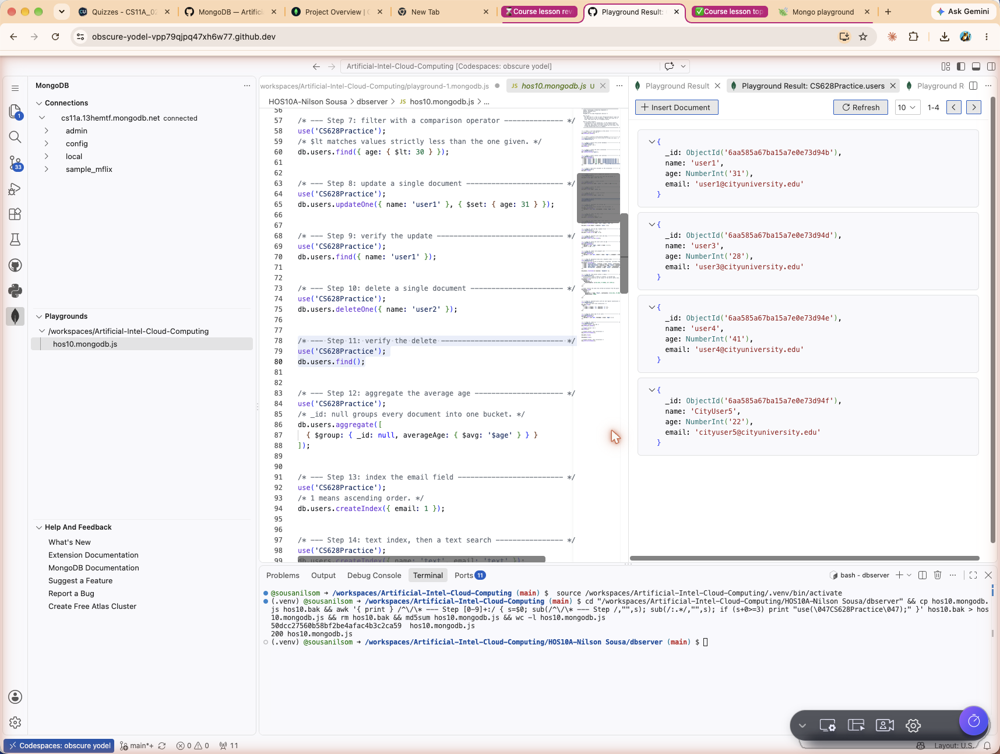 Quizzes - CS11A_02
MongoDB — Artific
Project Overview |
New Tab
⌛Course lesson rev
Playground Result:
✅Course lesson top
Mongo playground
Ask Gemini
obscure-yodel-vpp79qjpq47xh6w77.github.dev
Artificial-Intel-Cloud-Computing [Codespaces: obscure yodel]
MongoDB
Connections
cs11a.13hemtf.mongodb.net connected
admin
config
local
sample_mflix
Playgrounds
/workspaces/Artificial-Intel-Cloud-Computing
hos10.mongodb.js
Help And Feedback
What's New
Extension Documentation
MongoDB Documentation
Suggest a Feature
Report a Bug
Create Free Atlas Cluster
1
33
workspaces/Artificial-Intel-Cloud-Computing/playground-1.mongodb.js
JS hos10.mongodb.js U
HOS10A-Nilson Sousa > dbserver > JS hos10.mongodb.js > ...
56
57 /* --- Step 7: filter with a comparison operator -------------- */
58 use('CS628Practice');
59 /* $lt matches values strictly less than the one given. */
60 db.users.find({ age: { $lt: 30 } });
61
62
63 /* --- Step 8: update a single document ----------------------- */
64 use('CS628Practice');
65 db.users.updateOne({ name: 'user1' }, { $set: { age: 31 } });
66
67
68 /* --- Step 9: verify the update ------------------------------ */
69 use('CS628Practice');
70 db.users.find({ name: 'user1' });
71
72
73 /* --- Step 10: delete a single document ---------------------- */
74 use('CS628Practice');
75 db.users.deleteOne({ name: 'user2' });
76
77
78 /* --- Step 11: verify the delete ----------------------------- */
79 use('CS628Practice');
80 db.users.find();
81
82
83 /* --- Step 12: aggregate the average age --------------------- */
84 use('CS628Practice');
85 /* _id: null groups every document into one bucket. */
86 db.users.aggregate([
87 { $group: { _id: null, averageAge: { $avg: '$age' } } }
88 ]);
89
90
91 /* --- Step 13: index the email field ------------------------- */
92 use('CS628Practice');
93 /* 1 means ascending order. */
94 db.users.createIndex({ email: 1 });
95
96
97 /* --- Step 14: text index, then a text search ---------------- */
98 use('CS628Practice');
99 db.users.createIndex({ name: 'text', email: 'text' });
Playground Result
Playground Result: CS628Practice.users
Playground R
Insert Document
Refresh
10
1-4
{
_id: ObjectId('6aa585a67ba15a7e0e73d94b'),
name: 'user1',
age: NumberInt('31'),
email: 'user1@cityuniversity.edu'
}
{
_id: ObjectId('6aa585a67ba15a7e0e73d94d'),
name: 'user3',
age: NumberInt('28'),
email: 'user3@cityuniversity.edu'
}
{
_id: ObjectId('6aa585a67ba15a7e0e73d94e'),
name: 'user4',
age: NumberInt('41'),
email: 'user4@cityuniversity.edu'
}
{
_id: ObjectId('6aa585a67ba15a7e0e73d94f'),
name: 'CityUser5',
age: NumberInt('22'),
email: 'cityuser5@cityuniversity.edu'
}
Problems Output Debug Console Terminal Ports 11
bash - dbserver
@sousanilsom ➜ /workspaces/Artificial-Intel-Cloud-Computing (main) $ source /workspaces/Artificial-Intel-Cloud-Computing/.venv/bin/activate
(.venv) @sousanilsom ➜ /workspaces/Artificial-Intel-Cloud-Computing (main) $ cd "/workspaces/Artificial-Intel-Cloud-Computing/HOS10A-Nilson Sousa/dbserver" && cp hos10.mongodb.
js hos10.bak && awk '{ print } /^\/\* --- Step [0-9]+:/ { s=$0; sub(/^\/\* --- Step /,"",s); sub(/:.*/,"",s); if (s+0>=3) print "use(\047CS628Practice\047);" }' hos10.bak > hos
10.mongodb.js && rm hos10.bak && md5sum hos10.mongodb.js && wc -l hos10.mongodb.js
50dcc27560b58bf2be4afac4b3c2ca59  hos10.mongodb.js
200 hos10.mongodb.js
(.venv) @sousanilsom ➜ /workspaces/Artificial-Intel-Cloud-Computing/HOS10A-Nilson Sousa/dbserver (main) $
Codespaces: obscure yodel
main*+
0
0
11
Layout: U.S.